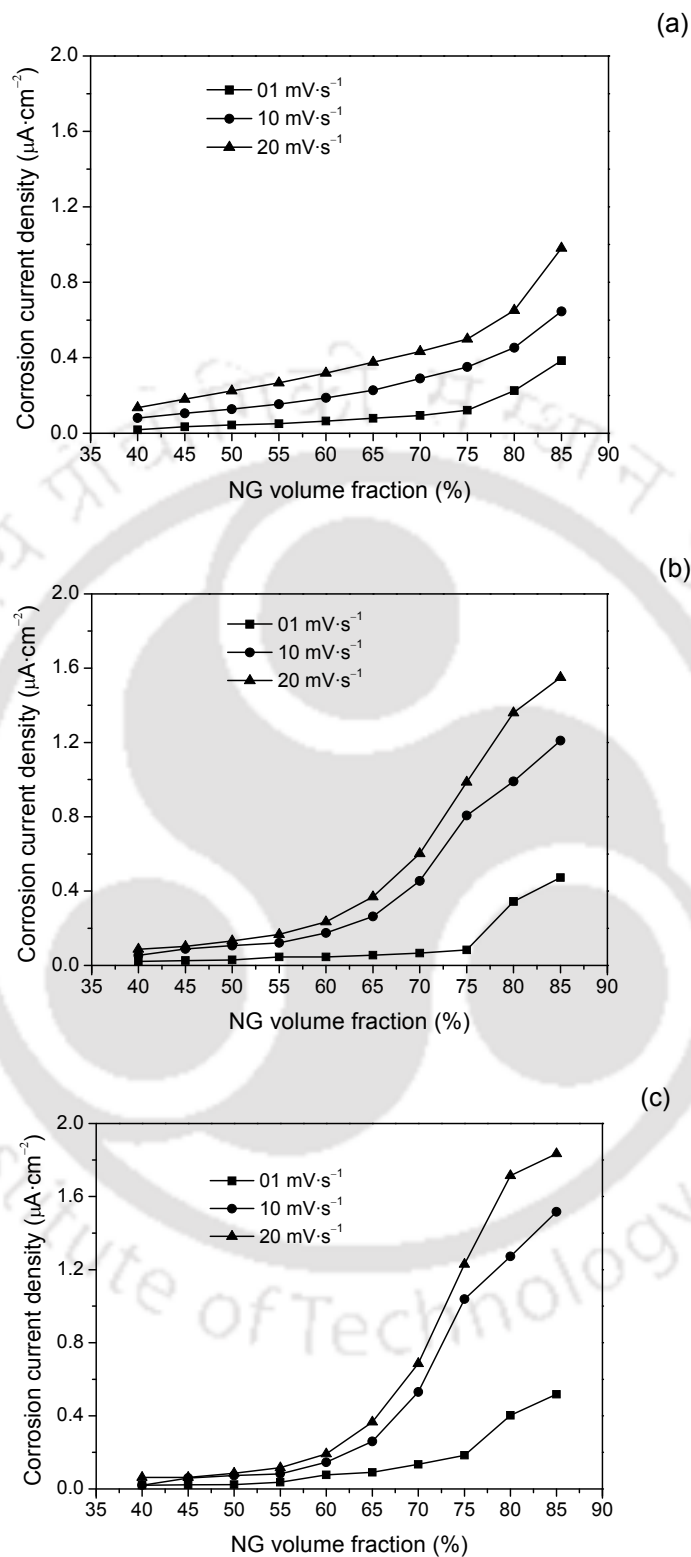 (a)
2.0
1.6
1.2
0.8
0.4
0.0
Corrosion current density (μA·cm⁻²)
01 mV·s⁻¹
10 mV·s⁻¹
20 mV·s⁻¹
35 40 45 50 55 60 65 70 75 80 85 90
NG volume fraction (%)
(b)
2.0
1.6
1.2
0.8
0.4
0.0
Corrosion current density (μA·cm⁻²)
01 mV·s⁻¹
10 mV·s⁻¹
20 mV·s⁻¹
35 40 45 50 55 60 65 70 75 80 85 90
NG volume fraction (%)
(c)
2.0
1.6
1.2
0.8
0.4
0.0
Corrosion current density (μA·cm⁻²)
01 mV·s⁻¹
10 mV·s⁻¹
20 mV·s⁻¹
35 40 45 50 55 60 65 70 75 80 85 90
NG volume fraction (%)
of Technology